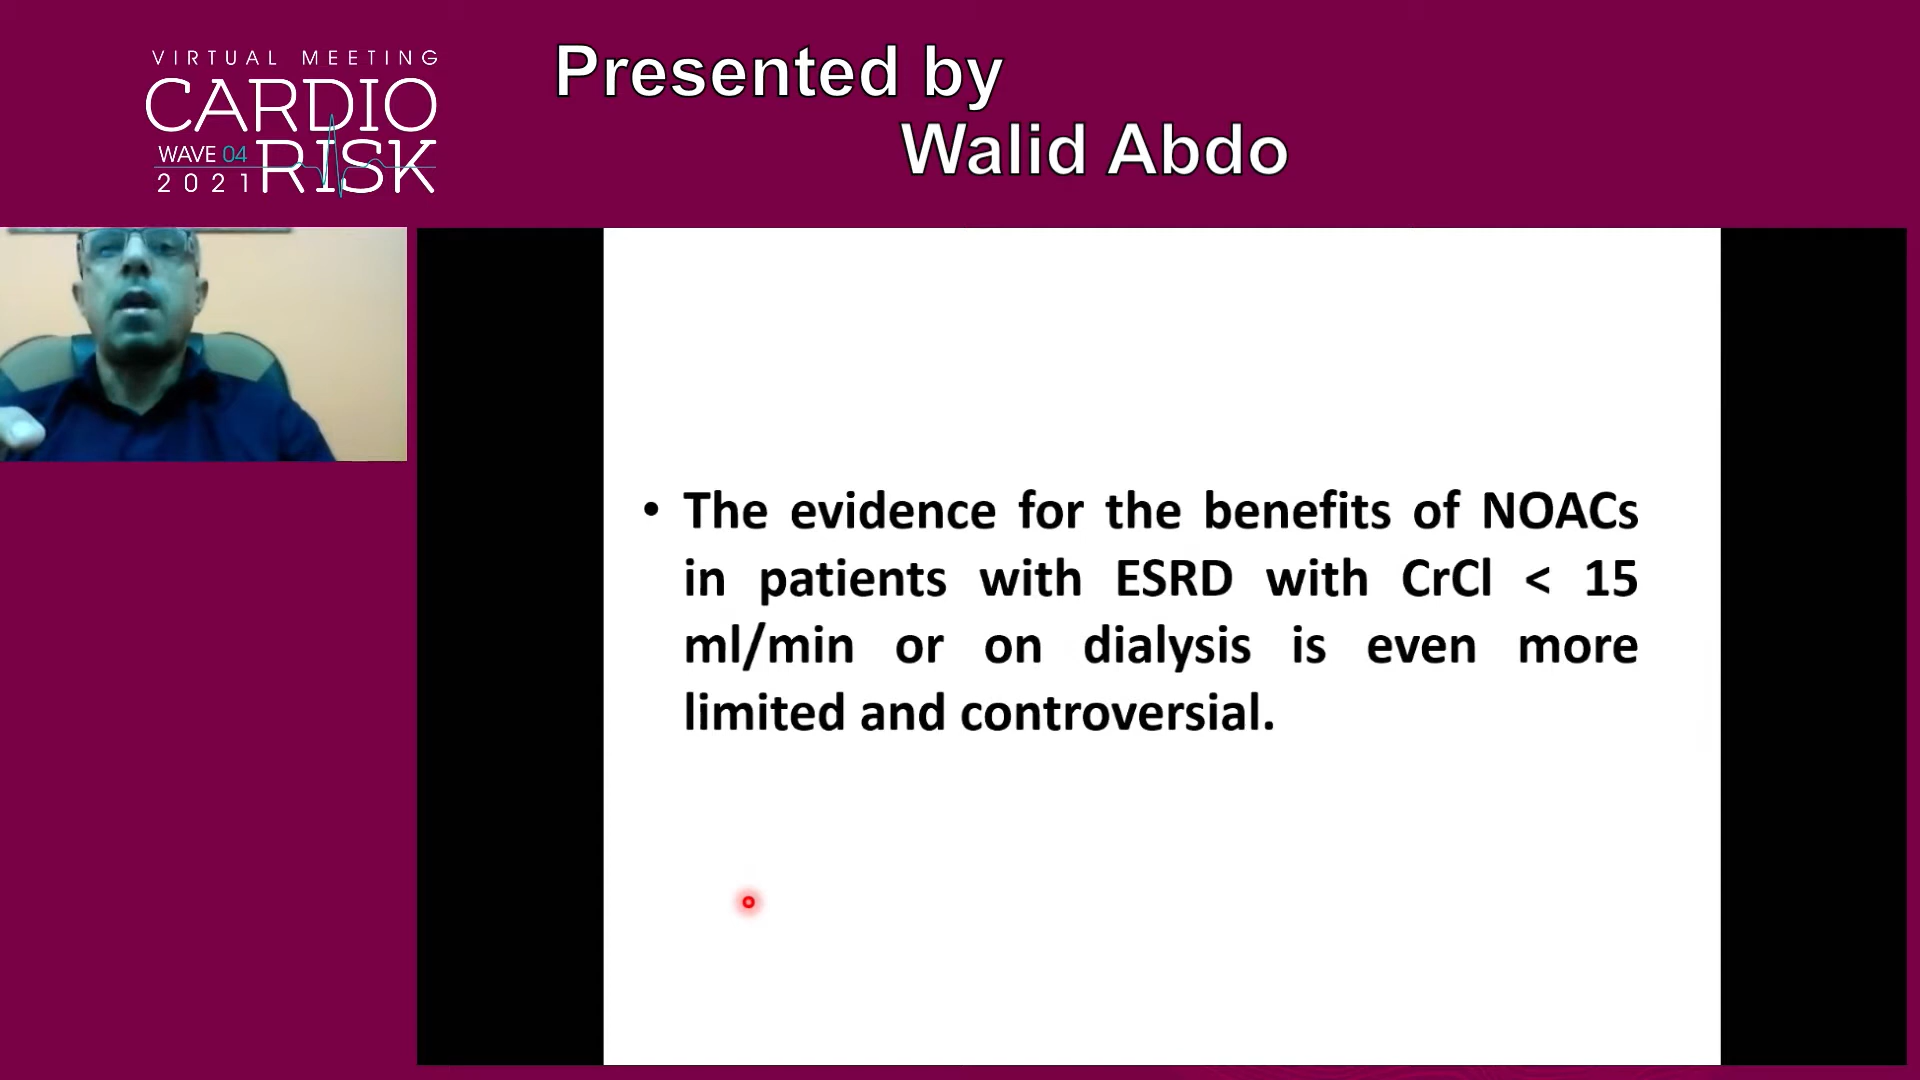 VIRTUAL MEETING
CARDIO
WAVE 04 RISK
2021
Presented by
Walid Abdo
• The evidence for the benefits of NOACs
in patients with ESRD with CrCl < 15
ml/min or on dialysis is even more
limited and controversial.